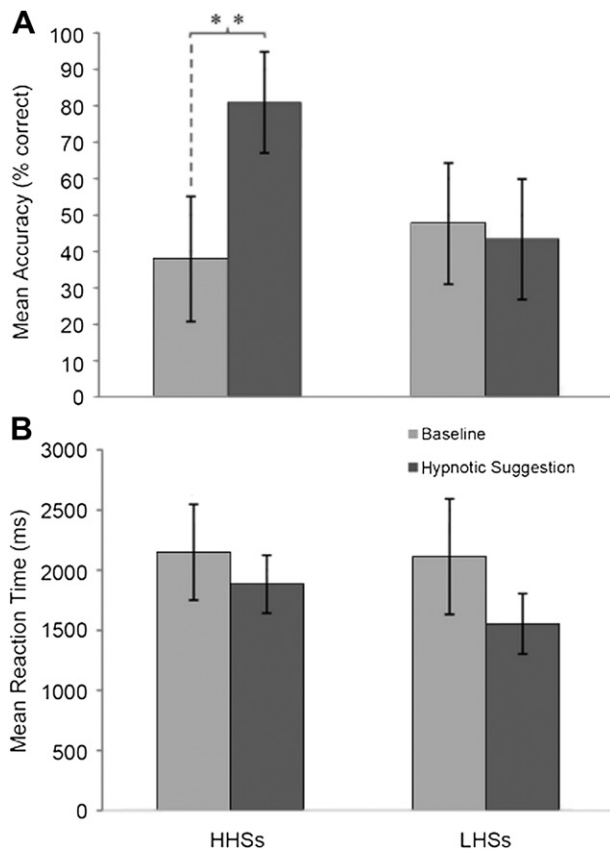 A
* *
Mean Accuracy (% correct)
100
90
80
70
60
50
40
30
20
10
0
B
Baseline
Hypnotic Suggestion
Mean Reaction Time (ms)
3000
2500
2000
1500
1000
500
0
HHSs
LHSs